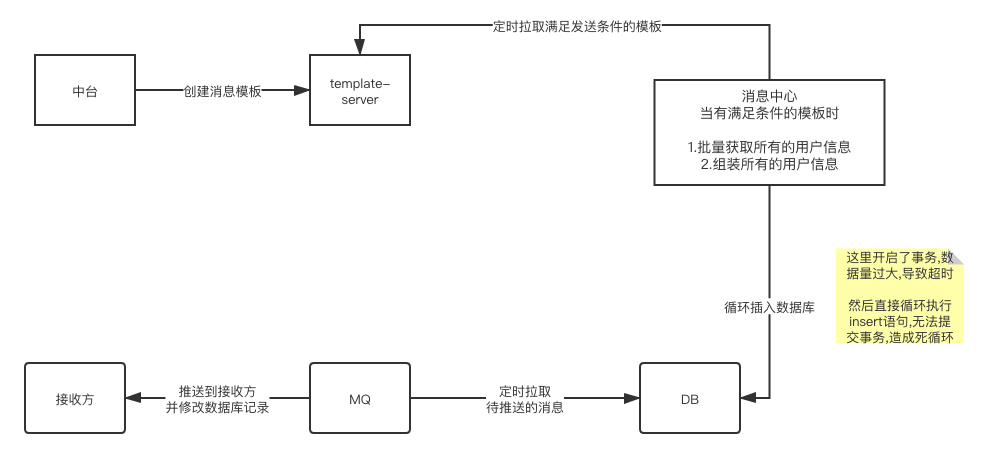 定时拉取满足发送条件的模板
中台
创建消息模板
template-
server
消息中心
当有满足条件的模板时
1.批量获取所有的用户信息
2.组装所有的用户信息
这里开启了事务,数
据量过大,导致超时
然后直接循环执行
insert语句,无法提
交事务,造成死循环
循环插入数据库
接收方
推送到接收方
并修改数据库记录
MQ
定时拉取
待推送的消息
DB